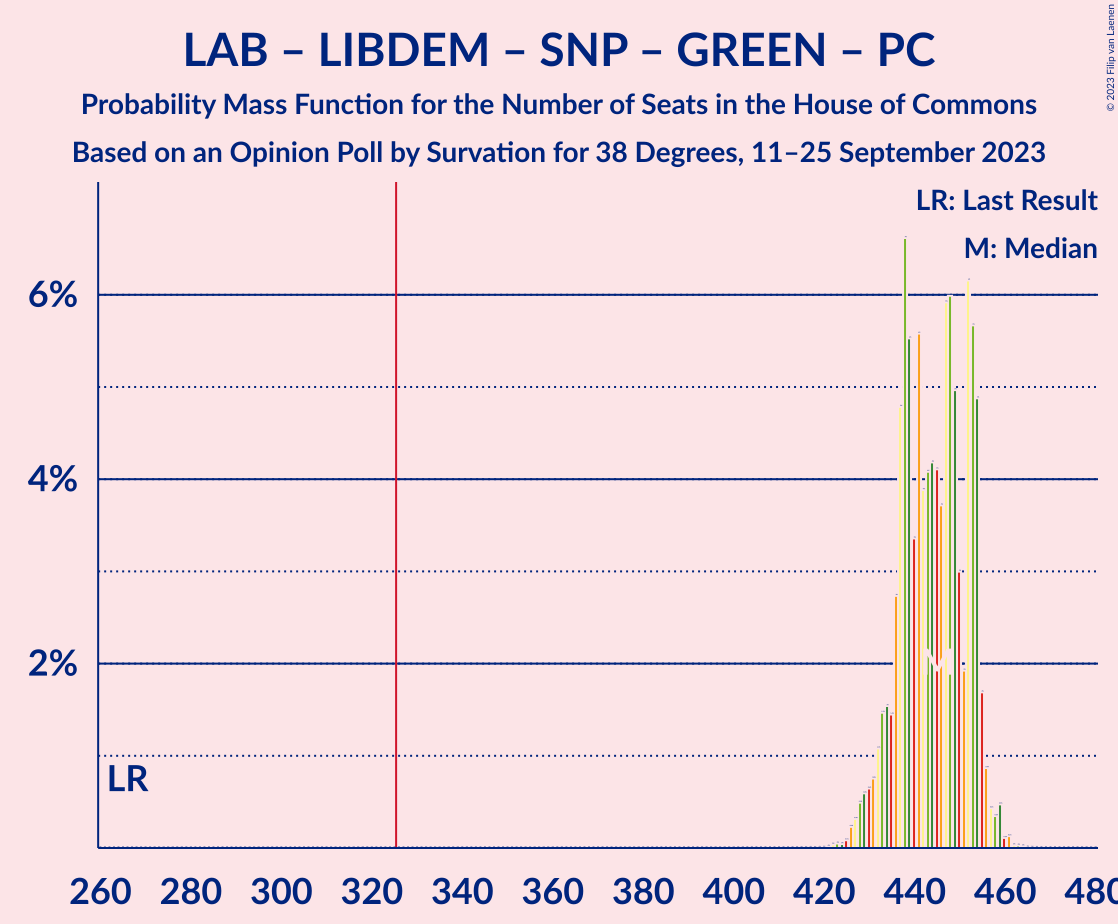 LAB – LIBDEM – SNP – GREEN – PC
Probability Mass Function for the Number of Seats in the House of Commons
Based on an Opinion Poll by Survation for 38 Degrees, 11–25 September 2023
© 2023 Filip van Laenen
LR: Last Result
M: Median
6%
4%
2%
M
LR
260 280 300 320 340 360 380 400 420 440 460 480